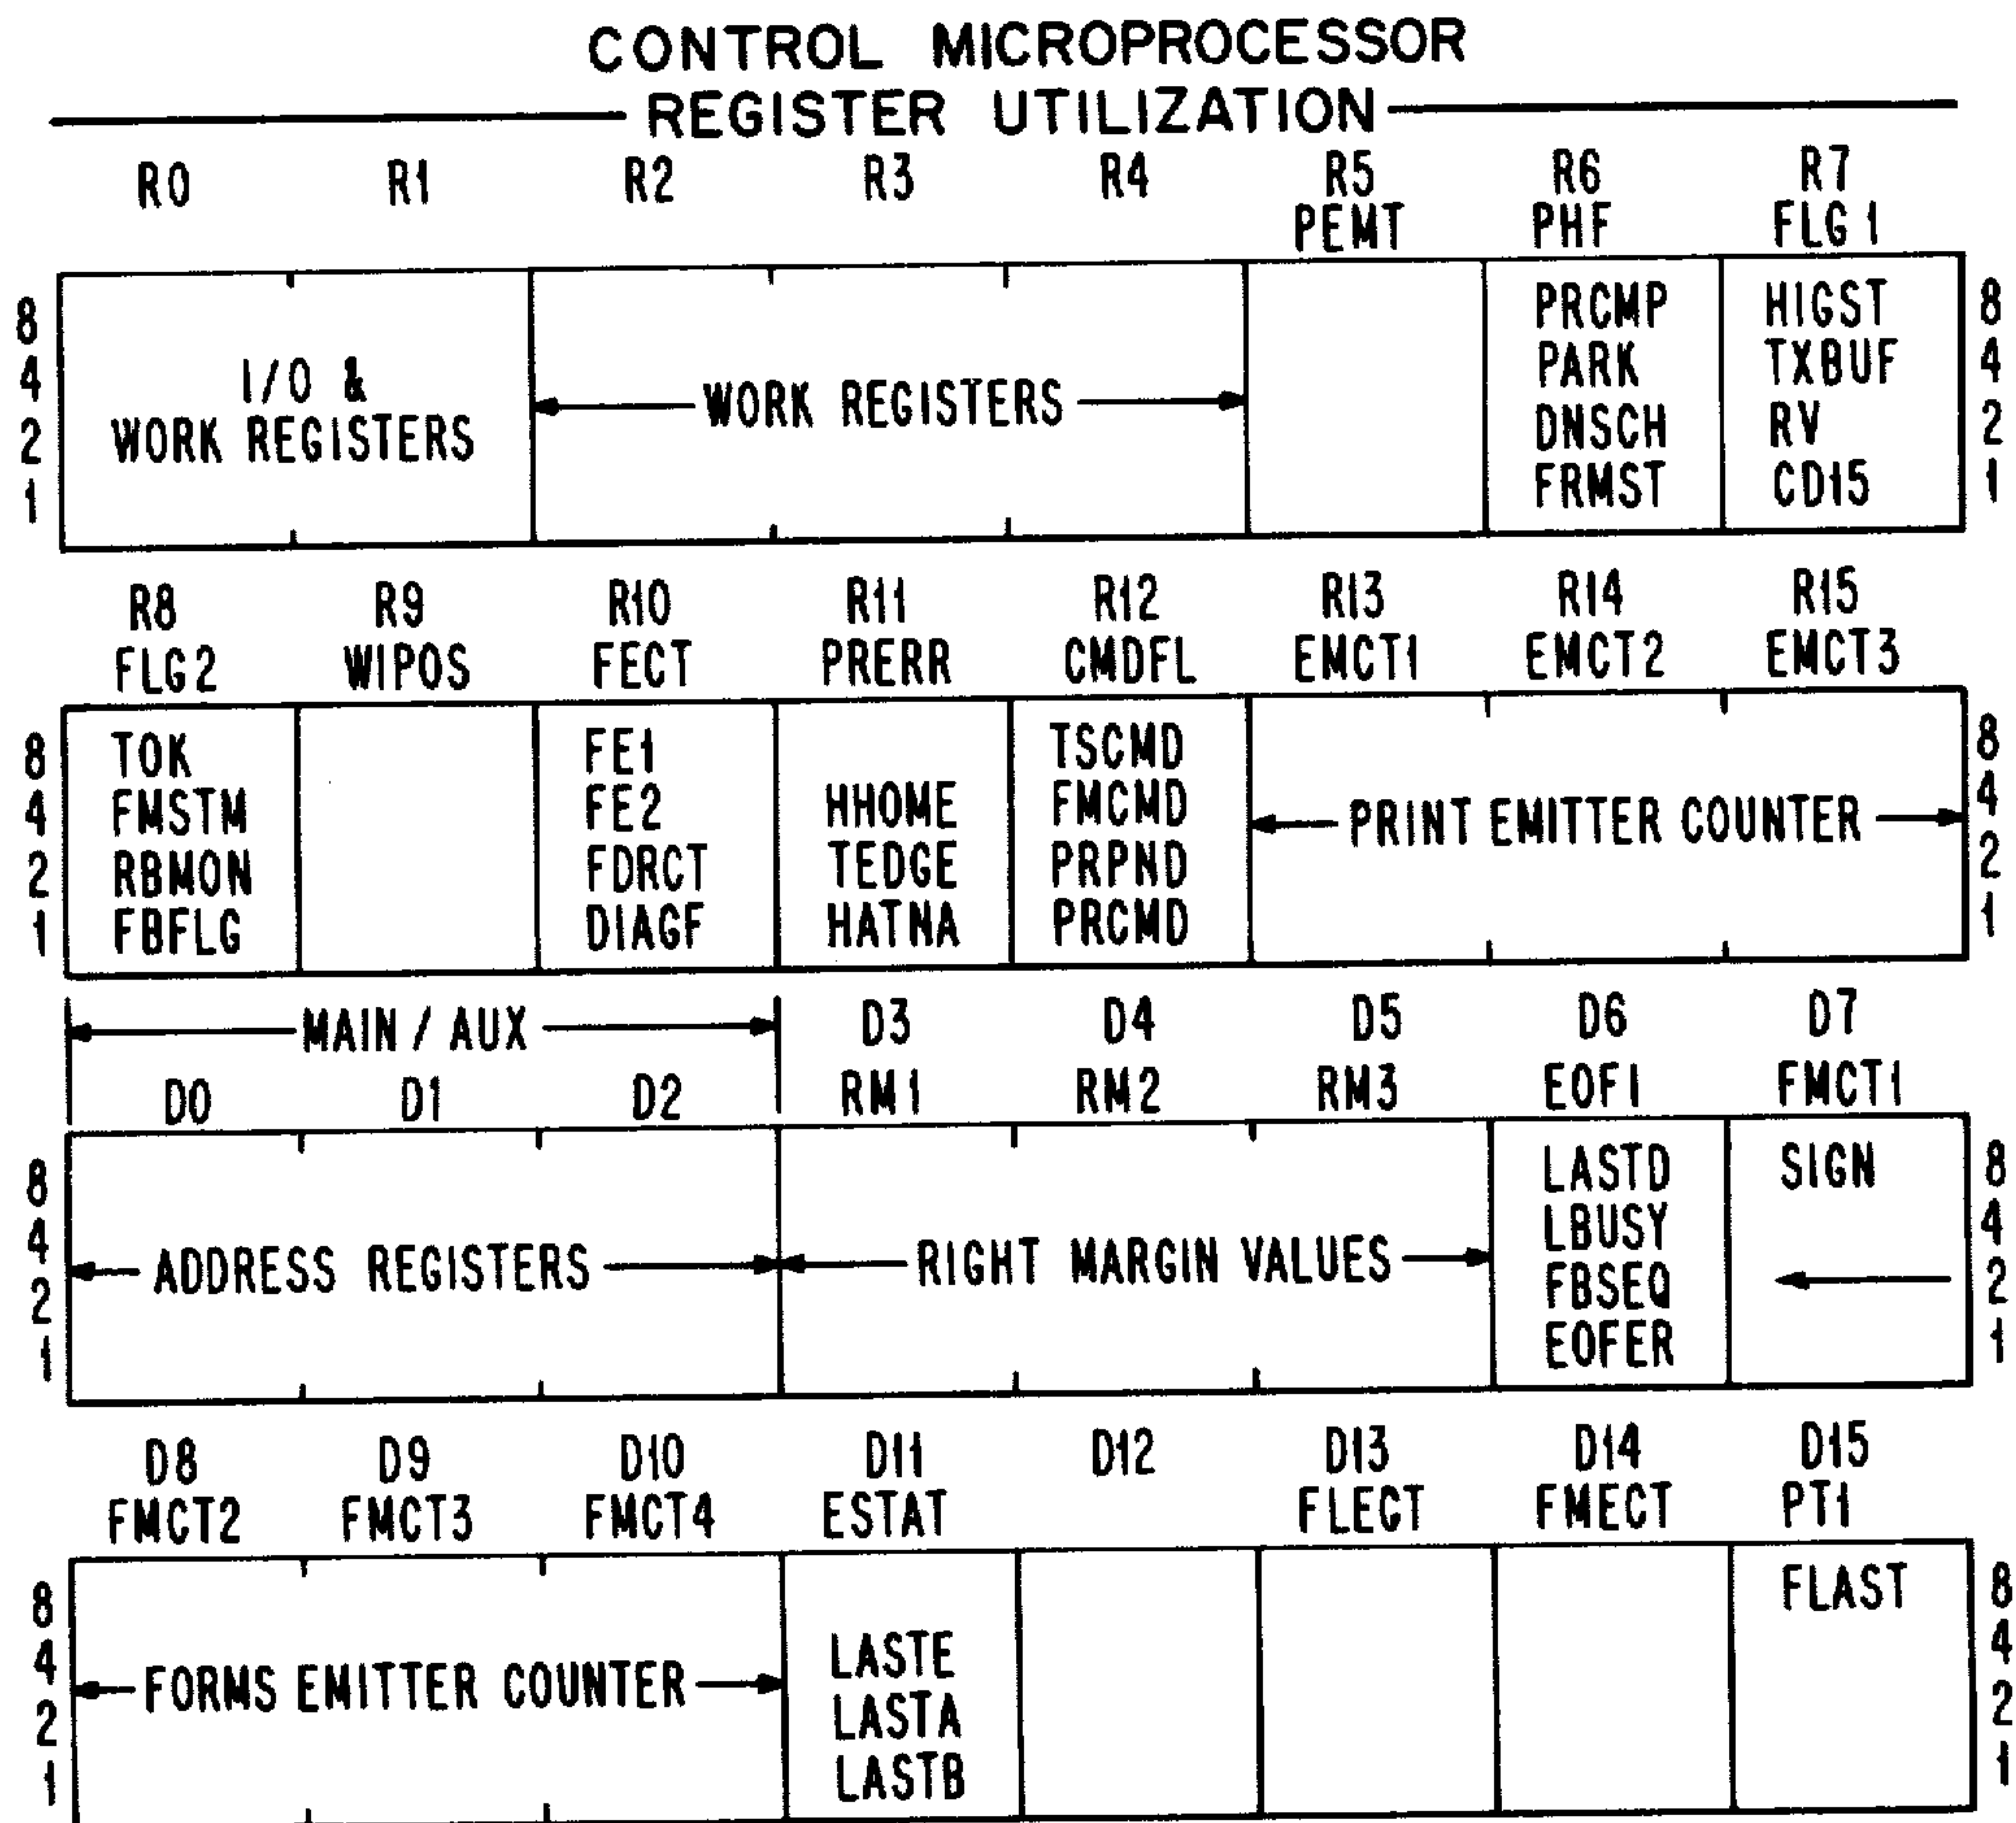 CONTROL MICROPROCESSOR
REGISTER UTILIZATION
R0 R1 R2 R3 R4 R5 R6 R7
PEMT PHF FLG1
8 PRCMP HIGST 8
4 I/O & PARK TXBUF 4
2 WORK REGISTERS WORK REGISTERS DNSCH RV 2
1 FRMST CD15 1
R8 R9 R10 R11 R12 R13 R14 R15
FLG2 WIPOS FECT PRERR CMDFL EMCT1 EMCT2 EMCT3
8 TOK FE1 TSCMD 8
4 FMSTM FE2 HHOME FMCMD PRINT EMITTER COUNTER 4
2 RBMON FDRCT TEDGE PRPND 2
1 FBFLG DIAGF HATNA PRCMD 1
MAIN / AUX D3 D4 D5 D6 D7
D0 D1 D2 RM1 RM2 RM3 EOF1 FMCT1
8 LASTD SIGN 8
4 LBUSY 4
ADDRESS REGISTERS RIGHT MARGIN VALUES
2 FBSEQ 2
1 EOFER 1
D8 D9 D10 D11 D12 D13 D14 D15
FMCT2 FMCT3 FMCT4 ESTAT FLECT FMECT PT1
8 FLAST 8
4 FORMS EMITTER COUNTER LASTE 4
2 LASTA 2
1 LASTB 1